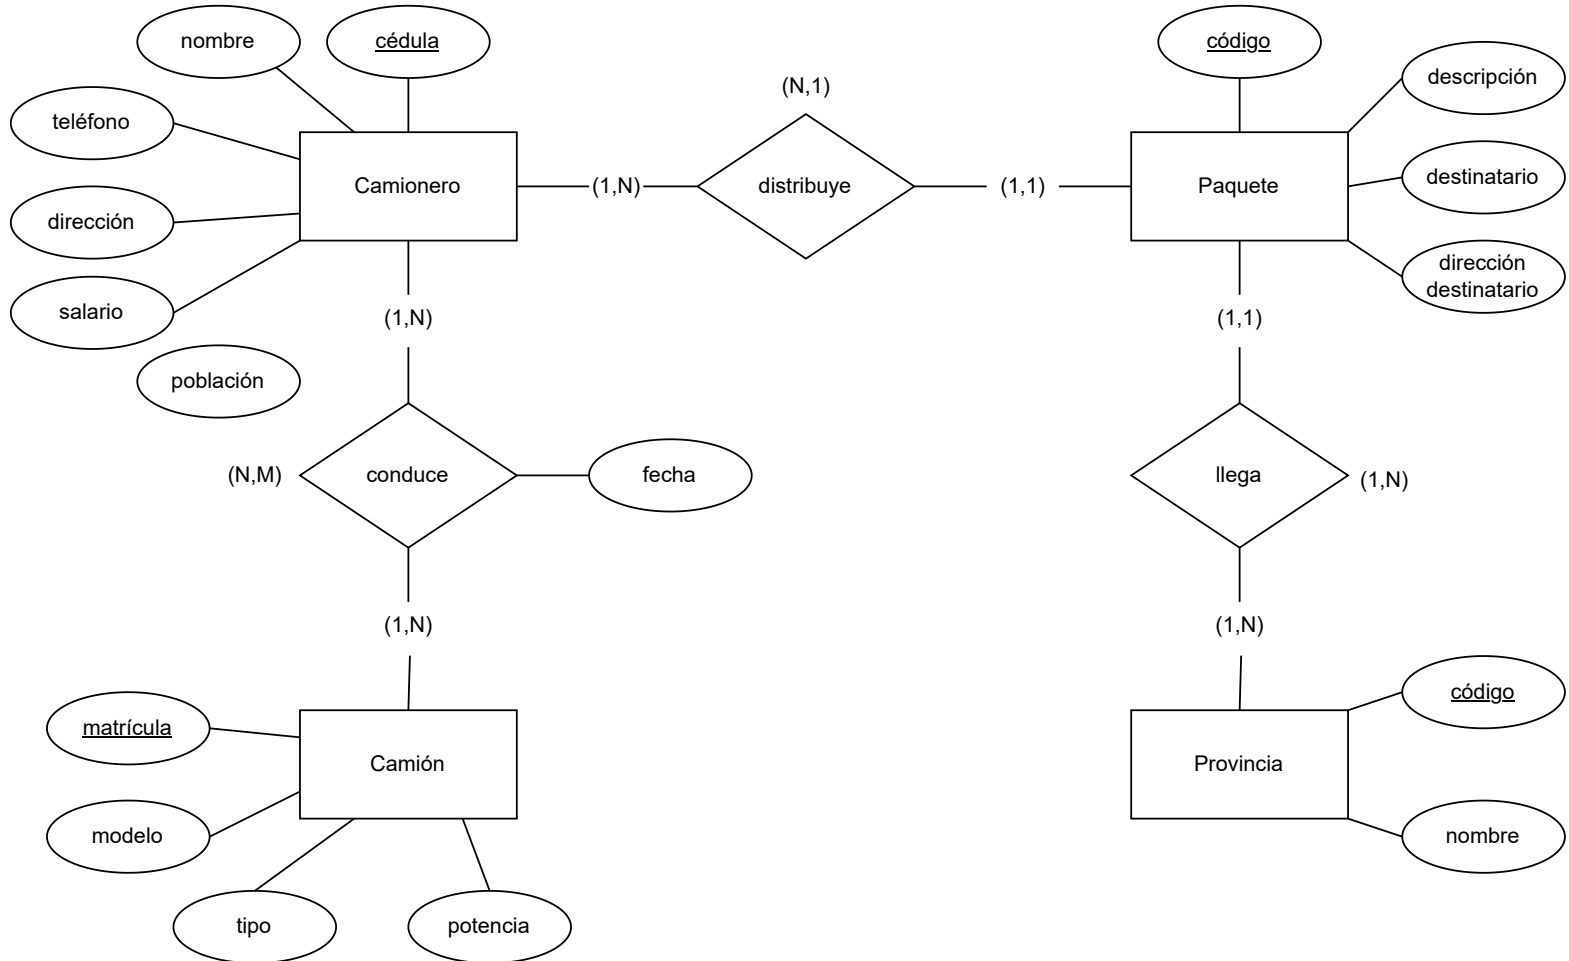 nombre
cédula
código
descripción
(N,1)
teléfono
Camionero
(1,N)
distribuye
(1,1)
Paquete
destinatario
dirección
salario
dirección
destinatario
(1,N)
(1,1)
población
(N,M)
conduce
fecha
llega
(1,N)
(1,N)
(1,N)
matrícula
código
Camión
Provincia
modelo
nombre
tipo
potencia